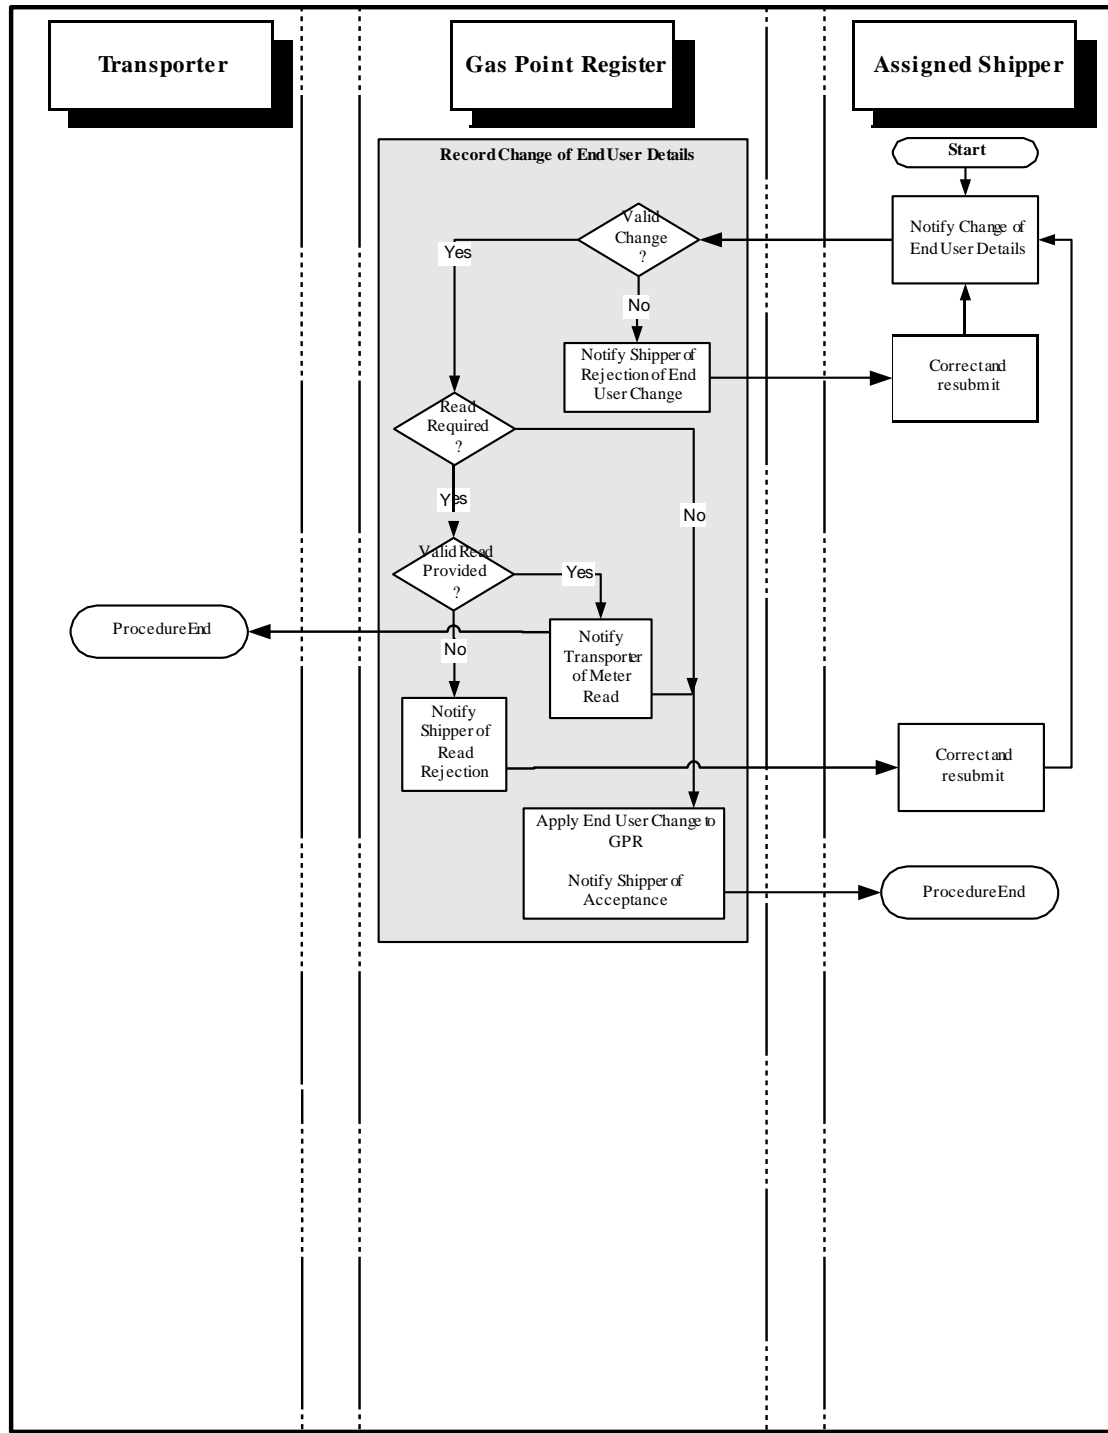 Transporter
Gas Point Register
Assigned Shipper
Record Change of End User Details
Start
Valid
Change
?
Notify Change of
End User Details
Yes
No
Notify Shipper of
Rejection of End
User Change
Correct and
resubmit
Read
Required
?
Yes
No
Valid Read
Provided
?
Yes
Procedure End
Notify
Transporter
of Meter
Read
No
Notify
Shipper of
Read
Rejection
Correct and
resubmit
Apply End User Change to
GPR
Notify Shipper of
Acceptance
Procedure End